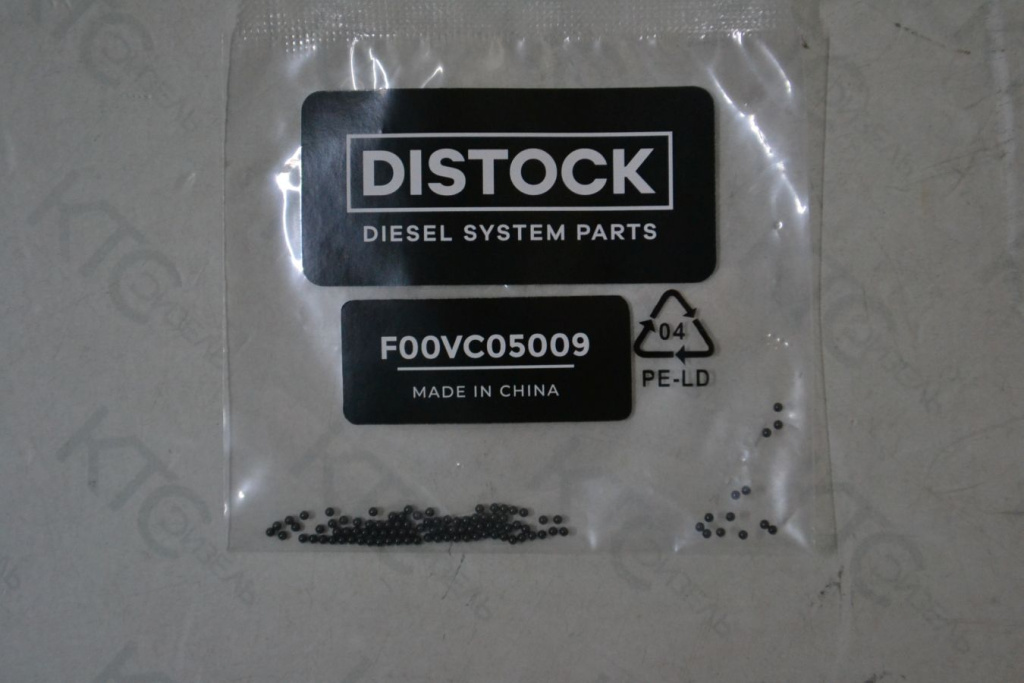 DISTOCK
DIESEL SYSTEM PARTS
F00VC05009
MADE IN CHINA
04
PE-LD